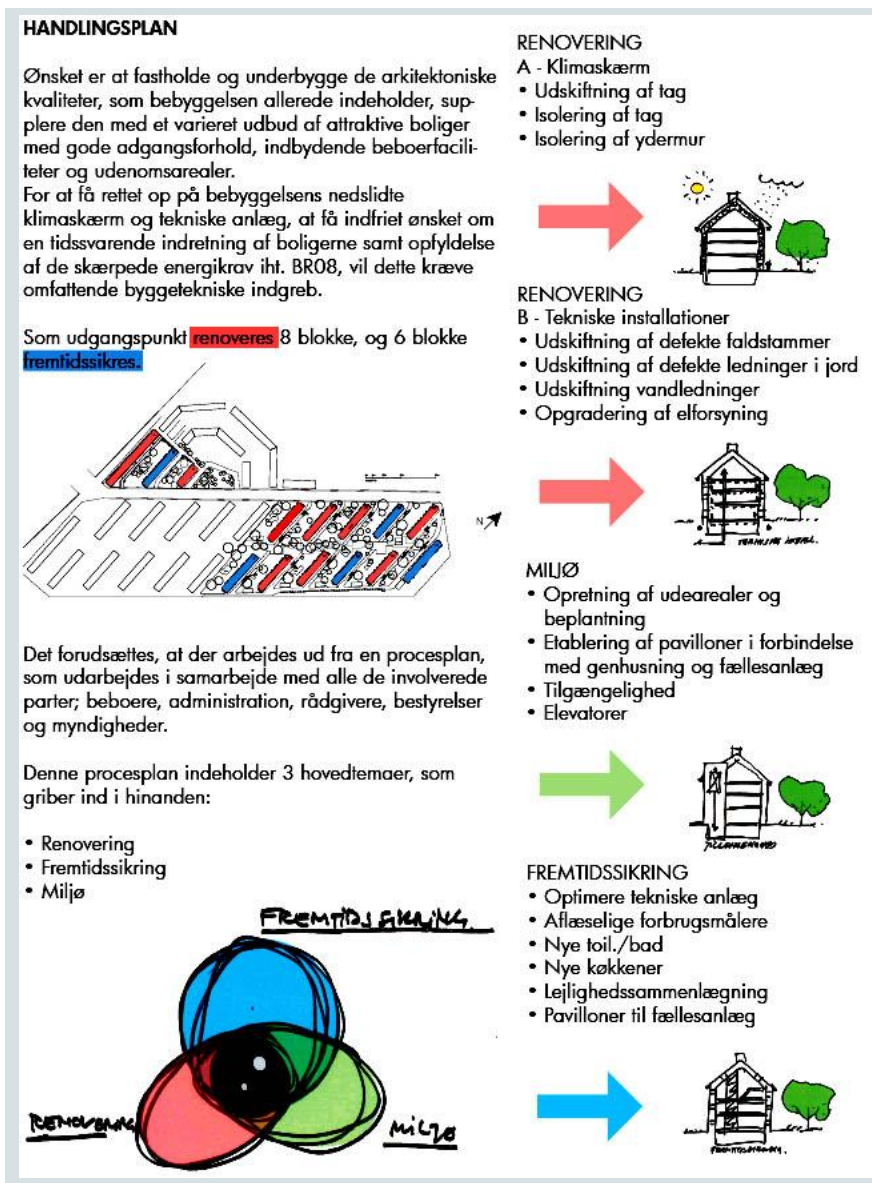 HANDLINGSPLAN
Ønsket er at fastholde og underbygge de arkitektoniske
kvaliteter, som bebyggelsen allerede indeholder, sup-
plere den med et varieret udbud af attraktive boliger
med gode adgangsforhold, indbydende beboerfacili-
teter og udenomsarealer.
For at få rettet op på bebyggelsens nedslidte
klimaskærm og tekniske anlæg, at få indfriet ønsket om
en tidssvarende indretning af boligerne samt opfyldelse
af de skærpede energikrav iht. BR08, vil dette kræve
omfattende byggetekniske indgreb.
Som udgangspunkt renoveres 8 blokke, og 6 blokke
fremtidssikres.
N
Det forudsættes, at der arbejdes ud fra en procesplan,
som udarbejdes i samarbejde med alle de involverede
parter; beboere, administration, rådgivere, bestyrelser
og myndigheder.
Denne procesplan indeholder 3 hovedtemaer, som
griber ind i hinanden:
• Renovering
• Fremtidssikring
• Miljø
FREMTIDSSIKRING
RENOVERING
MILJØ
RENOVERING
A - Klimaskærm
• Udskiftning af tag
• Isolering af tag
• Isolering af ydermur
RENOVERING
B - Tekniske installationer
• Udskiftning af defekte faldstammer
• Udskiftning af defekte ledninger i jord
• Udskiftning vandledninger
• Opgradering af elforsyning
MILJØ
• Opretning af udearealer og
beplantning
• Etablering af pavilloner i forbindelse
med genhusning og fællesanlæg
• Tilgængelighed
• Elevatorer
TILGÆNGELIGHED
FREMTIDSSIKRING
• Optimere tekniske anlæg
• Aflæselige forbrugsmålere
• Nye toil./bad
• Nye køkkener
• Lejlighedssammenlægning
• Pavilloner til fællesanlæg
FREMTIDSSIKRING.